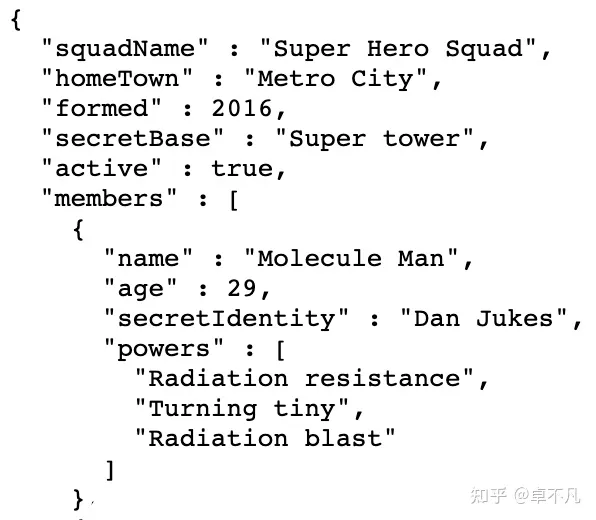 {
  "squadName" : "Super Hero Squad",
  "homeTown" : "Metro City",
  "formed" : 2016,
  "secretBase" : "Super tower",
  "active" : true,
  "members" : [
    {
      "name" : "Molecule Man",
      "age" : 29,
      "secretIdentity" : "Dan Jukes",
      "powers" : [
        "Radiation resistance",
        "Turning tiny",
        "Radiation blast"
      ]
    }
知乎 @卓不凡